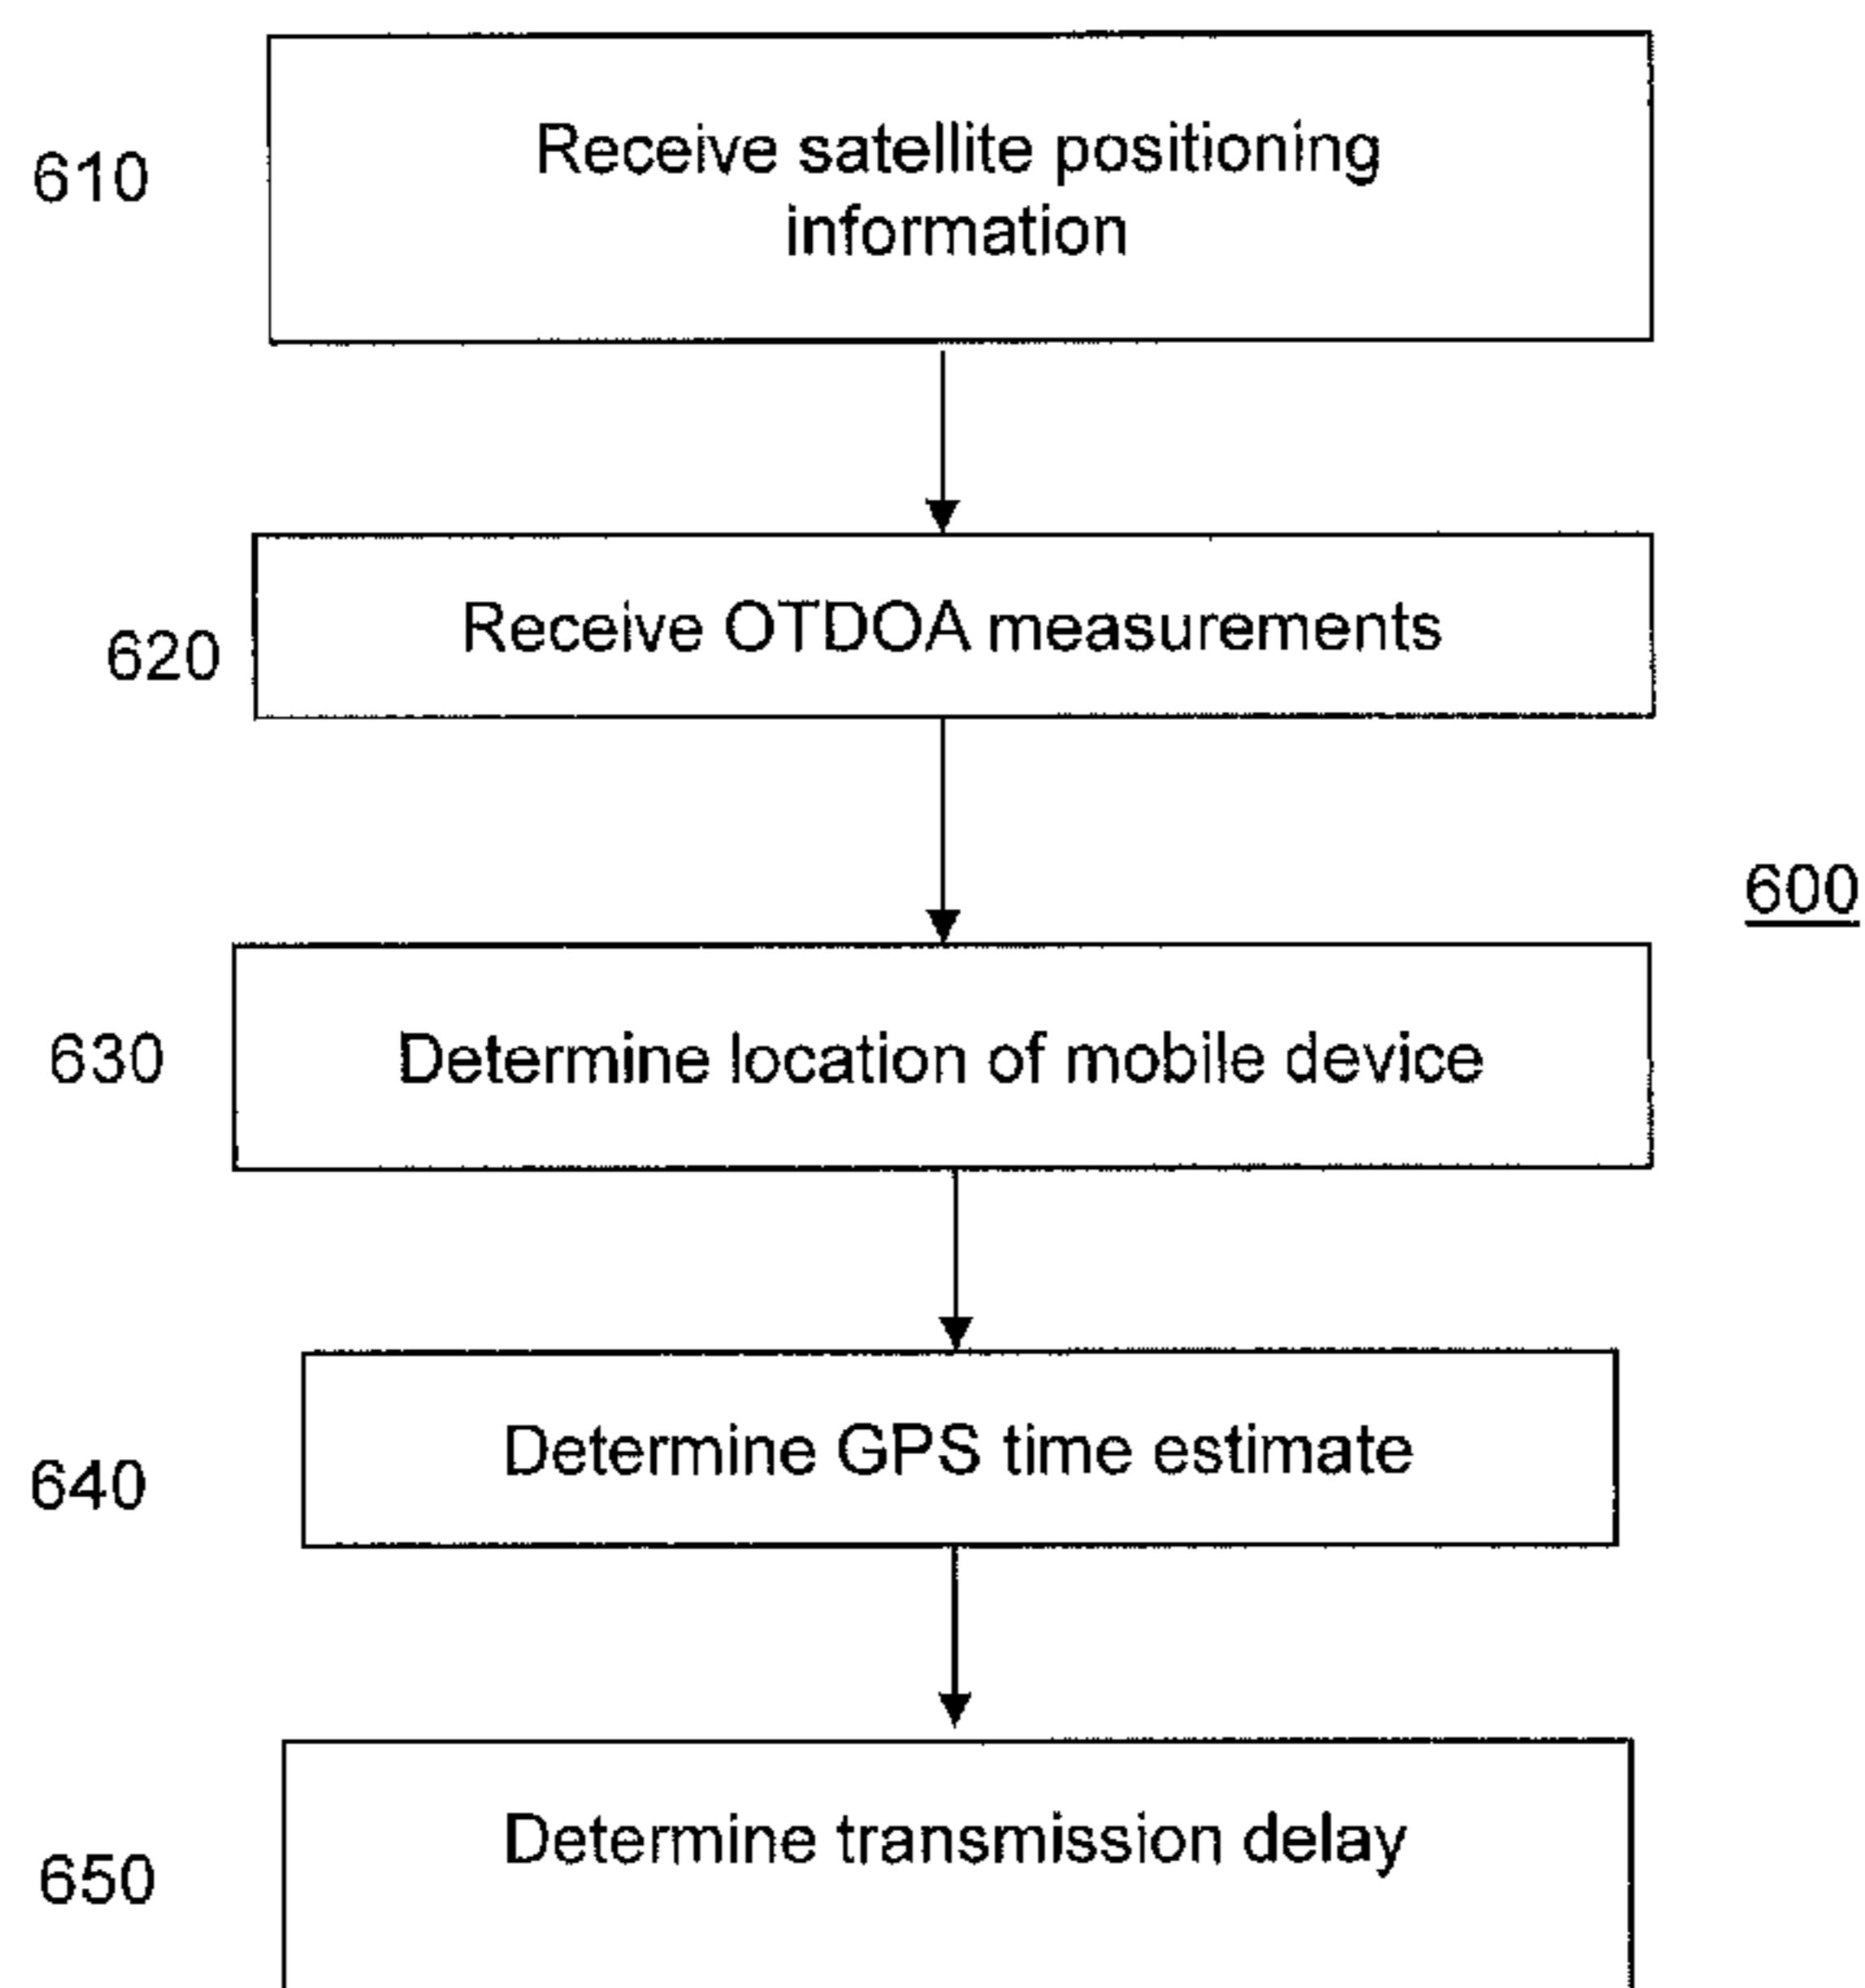 610
Receive satellite positioning
information
620
Receive OTDOA measurements
600
630
Determine location of mobile device
640
Determine GPS time estimate
650
Determine transmission delay